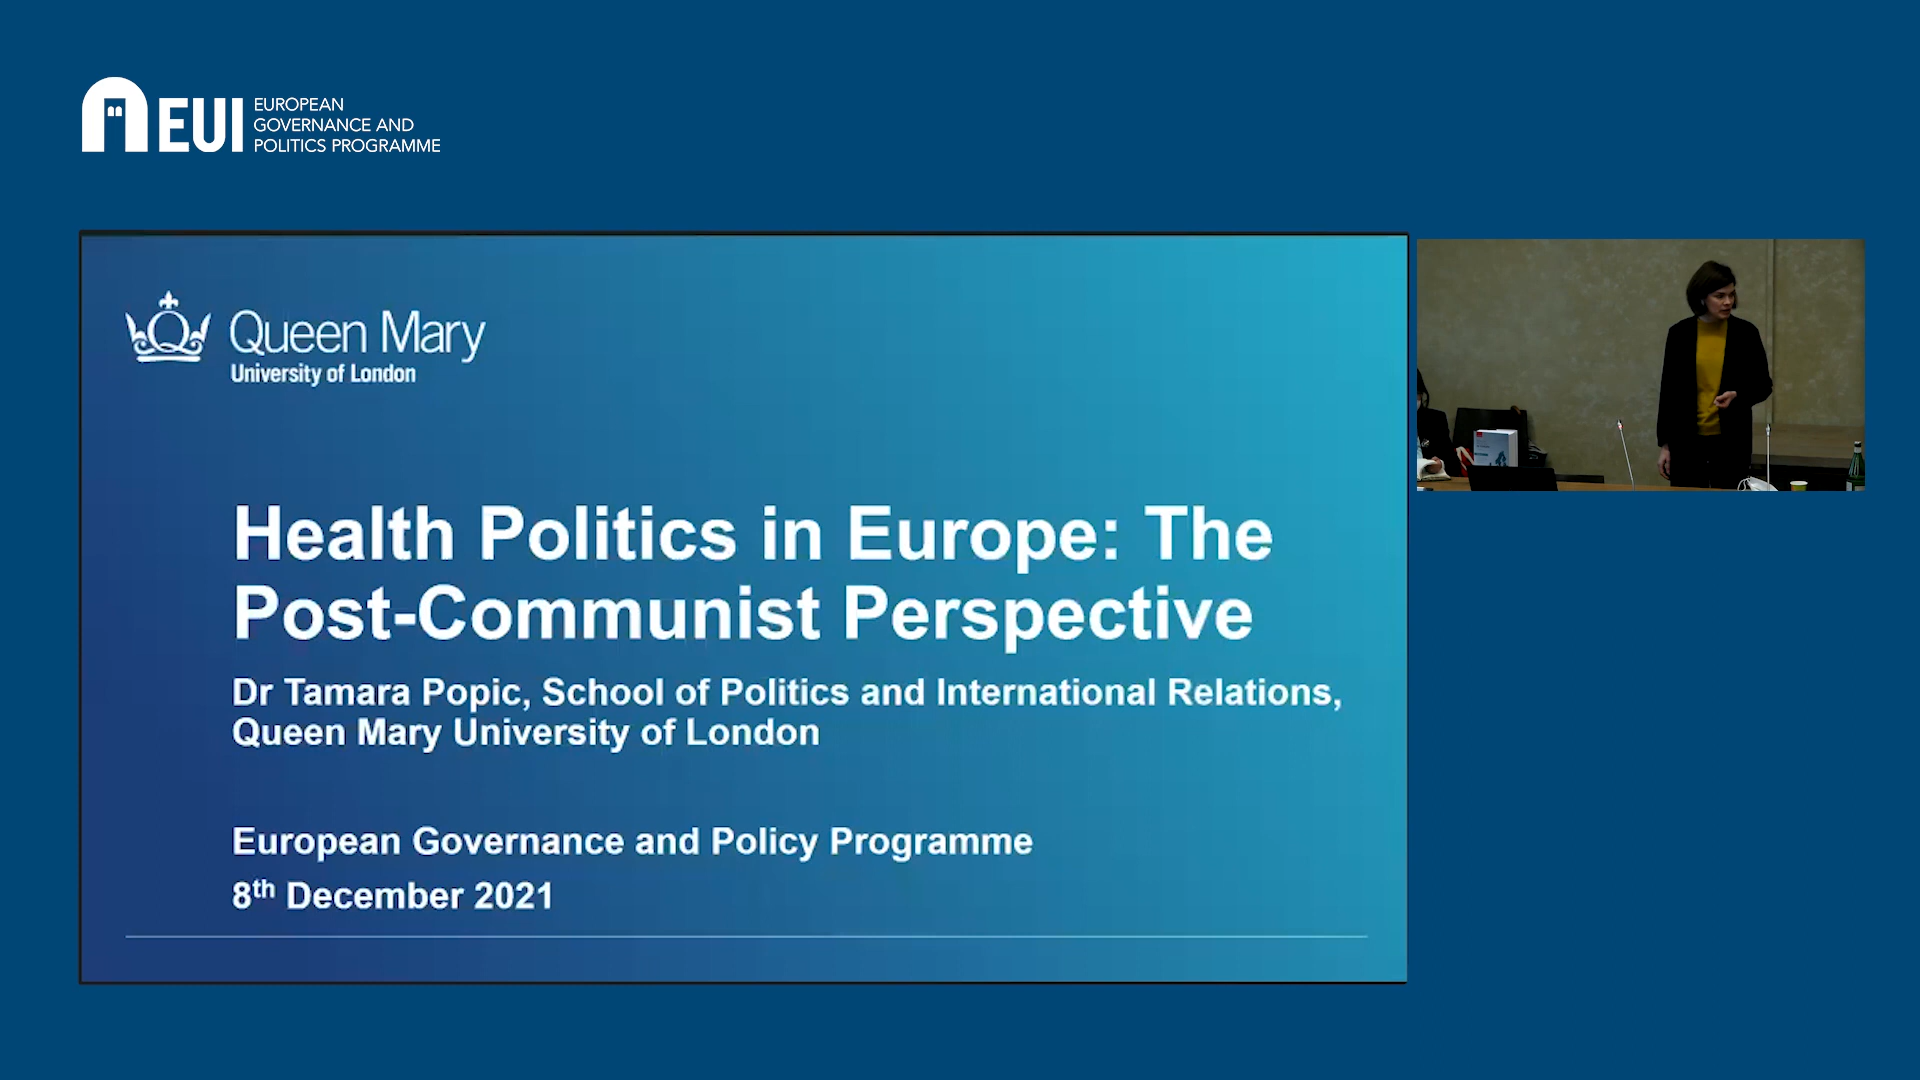 EUI
EUROPEAN
GOVERNANCE AND
POLITICS PROGRAMME
Queen Mary
University of London
Health Politics in Europe: The
Post-Communist Perspective
Dr Tamara Popic, School of Politics and International Relations,
Queen Mary University of London
European Governance and Policy Programme
8th December 2021